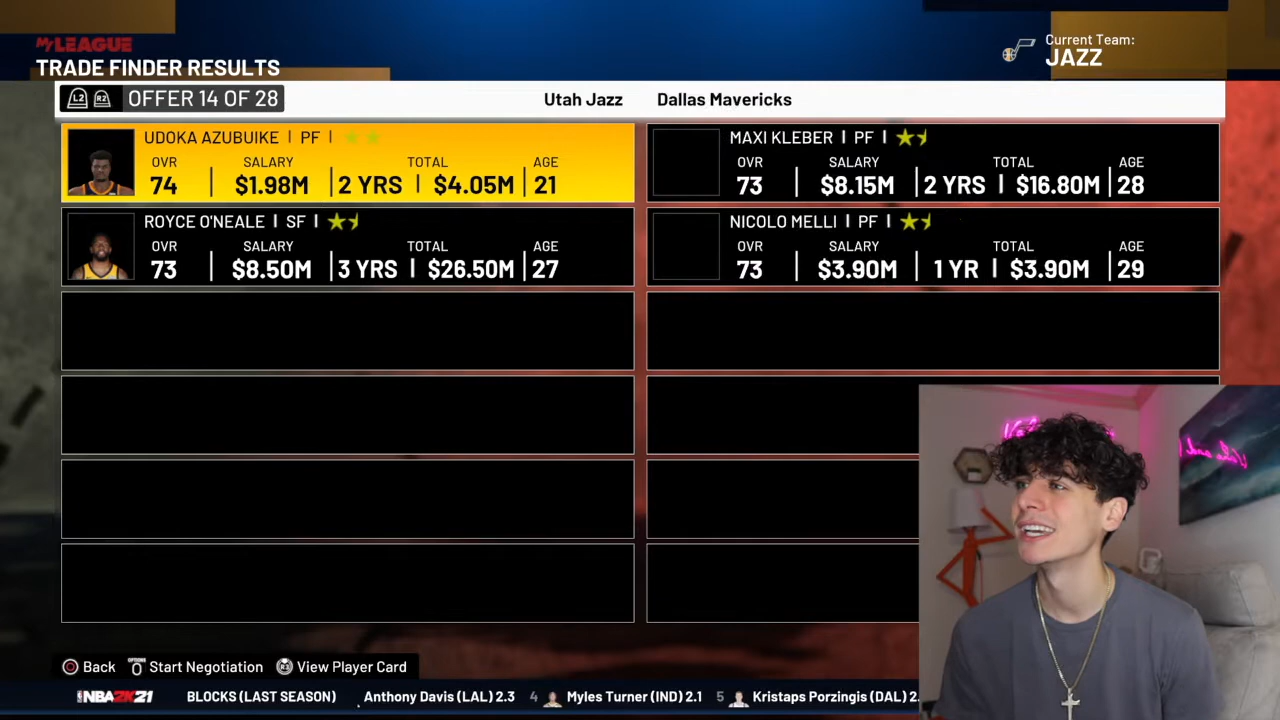 MyLEAGUE
TRADE FINDER RESULTS
Current Team:
JAZZ
L2 R2 OFFER 14 OF 28
Utah Jazz
Dallas Mavericks
UDOKA AZUBUIKE | PF |
OVR SALARY TOTAL AGE
74 | $1.98M | 2 YRS | $4.05M | 21
MAXI KLEBER | PF |
OVR SALARY TOTAL AGE
73 | $8.15M | 2 YRS | $16.80M | 28
ROYCE O'NEALE | SF |
OVR SALARY TOTAL AGE
73 | $8.50M | 3 YRS | $26.50M | 27
NICOLO MELLI | PF |
OVR SALARY TOTAL AGE
73 | $3.90M | 1 YR | $3.90M | 29
Back OPTIONS Start Negotiation R3 View Player Card
NBA2K21 BLOCKS (LAST SEASON) Anthony Davis (LAL) 2.3 4 Myles Turner (IND) 2.1 5 Kristaps Porzingis (DAL) 2.